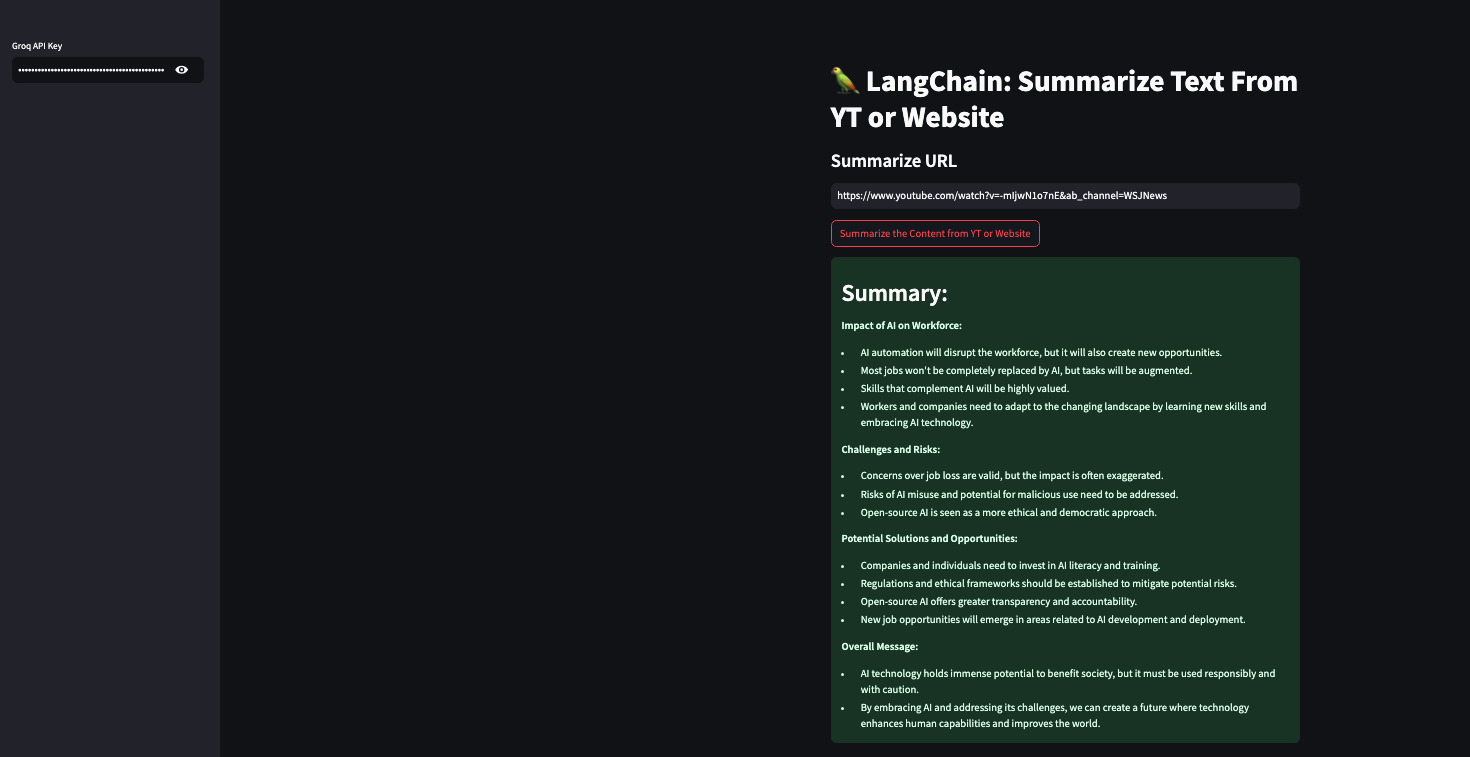 Groq API Key
LangChain: Summarize Text From
YT or Website
Summarize URL
https://www.youtube.com/watch?v=-mIjwN1o7nE&ab_channel=WSJNews
Summarize the Content from YT or Website
Summary:
Impact of AI on Workforce:
• AI automation will disrupt the workforce, but it will also create new opportunities.
• Most jobs won't be completely replaced by AI, but tasks will be augmented.
• Skills that complement AI will be highly valued.
• Workers and companies need to adapt to the changing landscape by learning new skills and
embracing AI technology.
Challenges and Risks:
• Concerns over job loss are valid, but the impact is often exaggerated.
• Risks of AI misuse and potential for malicious use need to be addressed.
• Open-source AI is seen as a more ethical and democratic approach.
Potential Solutions and Opportunities:
• Companies and individuals need to invest in AI literacy and training.
• Regulations and ethical frameworks should be established to mitigate potential risks.
• Open-source AI offers greater transparency and accountability.
• New job opportunities will emerge in areas related to AI development and deployment.
Overall Message:
• AI technology holds immense potential to benefit society, but it must be used responsibly and
with caution.
• By embracing AI and addressing its challenges, we can create a future where technology
enhances human capabilities and improves the world.